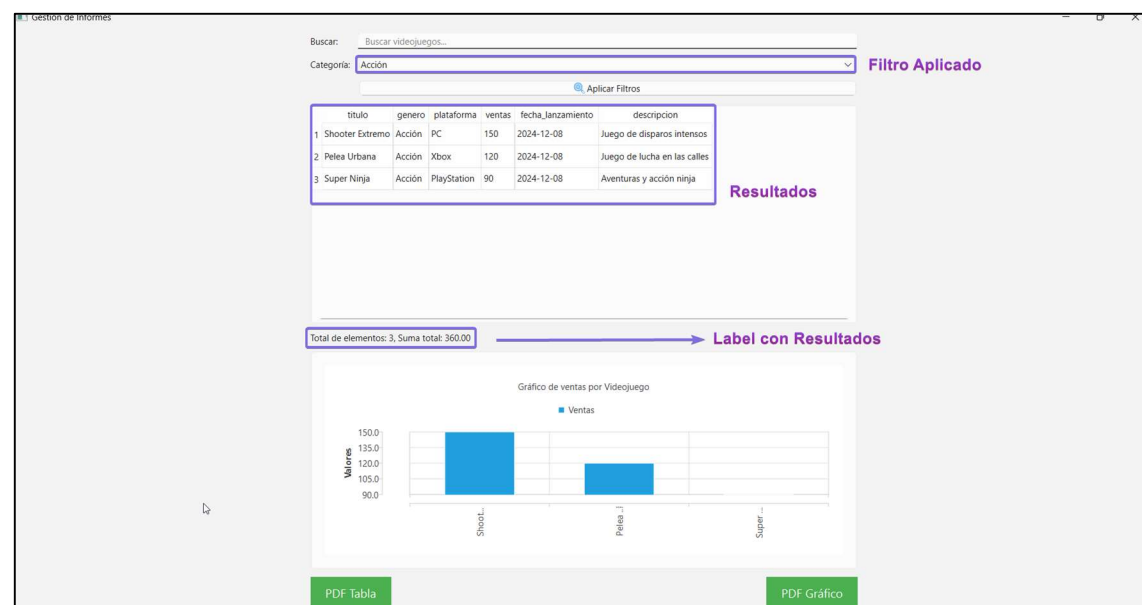 Gestión de Informes
Buscar: Buscar videojuegos...
Categoría: Acción
Filtro Aplicado
Aplicar Filtros
titulo genero plataforma ventas fecha_lanzamiento descripcion
1 Shooter Extremo Acción PC 150 2024-12-08 Juego de disparos intensos
2 Pelea Urbana Acción Xbox 120 2024-12-08 Juego de lucha en las calles
3 Super Ninja Acción PlayStation 90 2024-12-08 Aventuras y acción ninja
Resultados
Total de elementos: 3, Suma total: 360.00
Label con Resultados
Gráfico de ventas por Videojuego
Ventas
Valores
150.0
135.0
120.0
105.0
90.0
Shoot...
Pelea ...
Super ...
PDF Tabla
PDF Gráfico